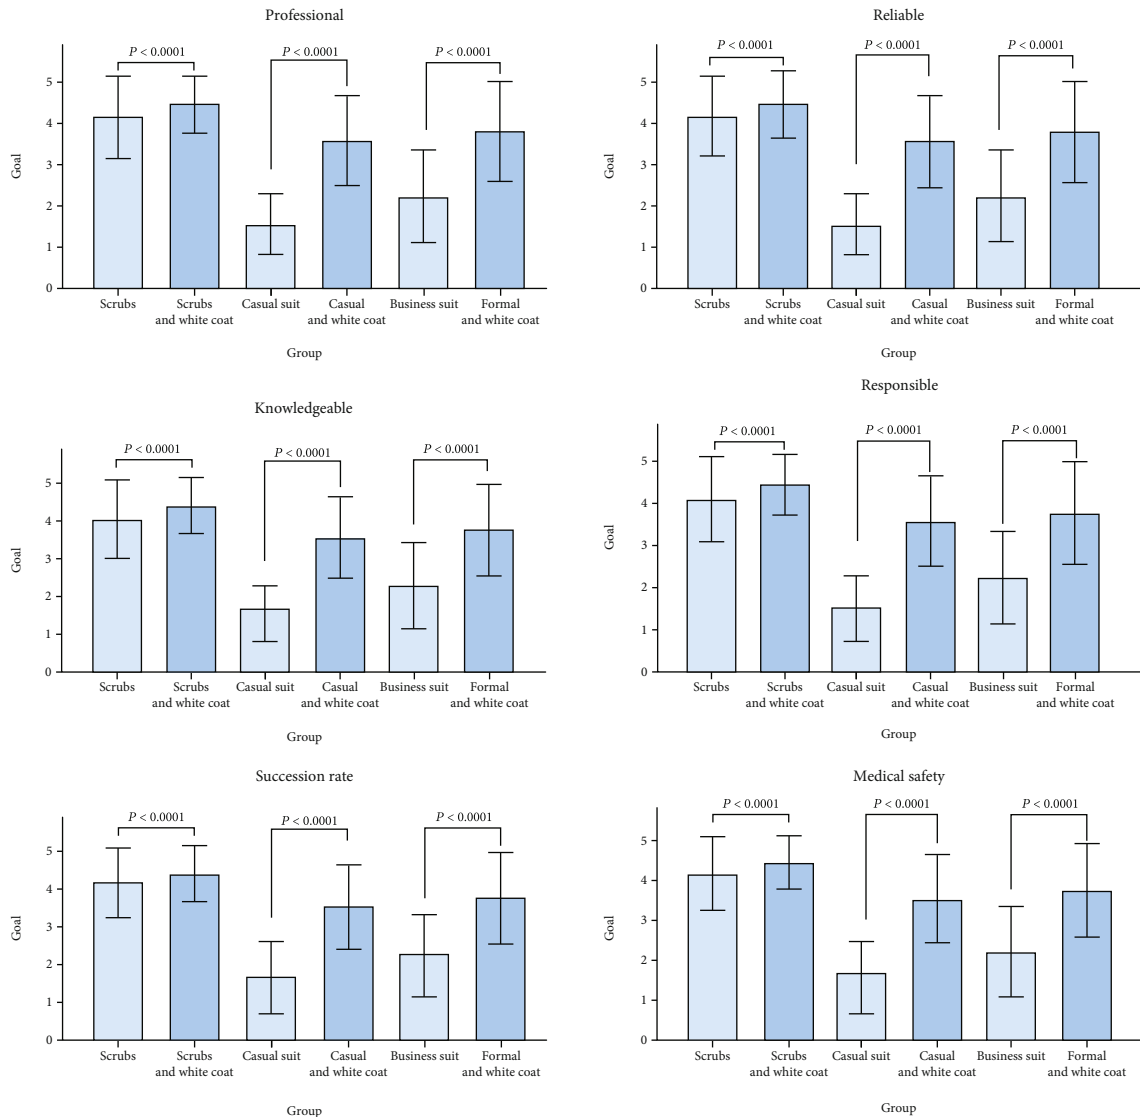 Professional
P < 0.0001
P < 0.0001
P < 0.0001
5
4
3
2
1
0
Goal
Scrubs
Scrubs
and white coat
Casual suit
Casual
and white coat
Business suit
Formal
and white coat
Group
Reliable
P < 0.0001
P < 0.0001
P < 0.0001
5
4
3
2
1
0
Goal
Scrubs
Scrubs
and white coat
Casual suit
Casual
and white coat
Business suit
Formal
and white coat
Group
Knowledgeable
P < 0.0001
P < 0.0001
P < 0.0001
5
4
3
2
1
0
Goal
Scrubs
Scrubs
and white coat
Casual suit
Casual
and white coat
Business suit
Formal
and white coat
Group
Responsible
P < 0.0001
P < 0.0001
P < 0.0001
5
4
3
2
1
0
Goal
Scrubs
Scrubs
and white coat
Casual suit
Casual
and white coat
Business suit
Formal
and white coat
Group
Succession rate
P < 0.0001
P < 0.0001
P < 0.0001
5
4
3
2
1
0
Goal
Scrubs
Scrubs
and white coat
Casual suit
Casual
and white coat
Business suit
Formal
and white coat
Group
Medical safety
P < 0.0001
P < 0.0001
P < 0.0001
5
4
3
2
1
0
Goal
Scrubs
Scrubs
and white coat
Casual suit
Casual
and white coat
Business suit
Formal
and white coat
Group